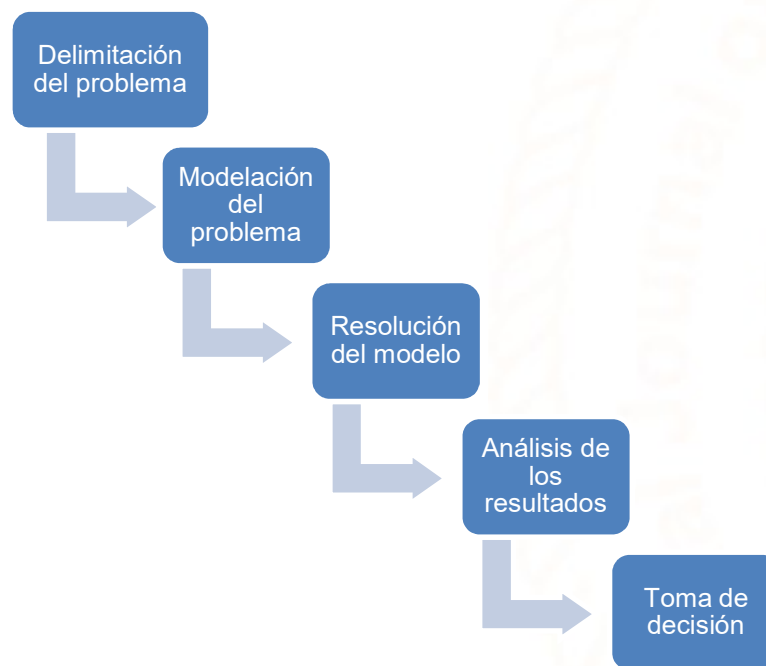 Delimitación
del problema
Modelación
del
problema
Resolución
del modelo
Análisis de
los
resultados
Toma de
decisión